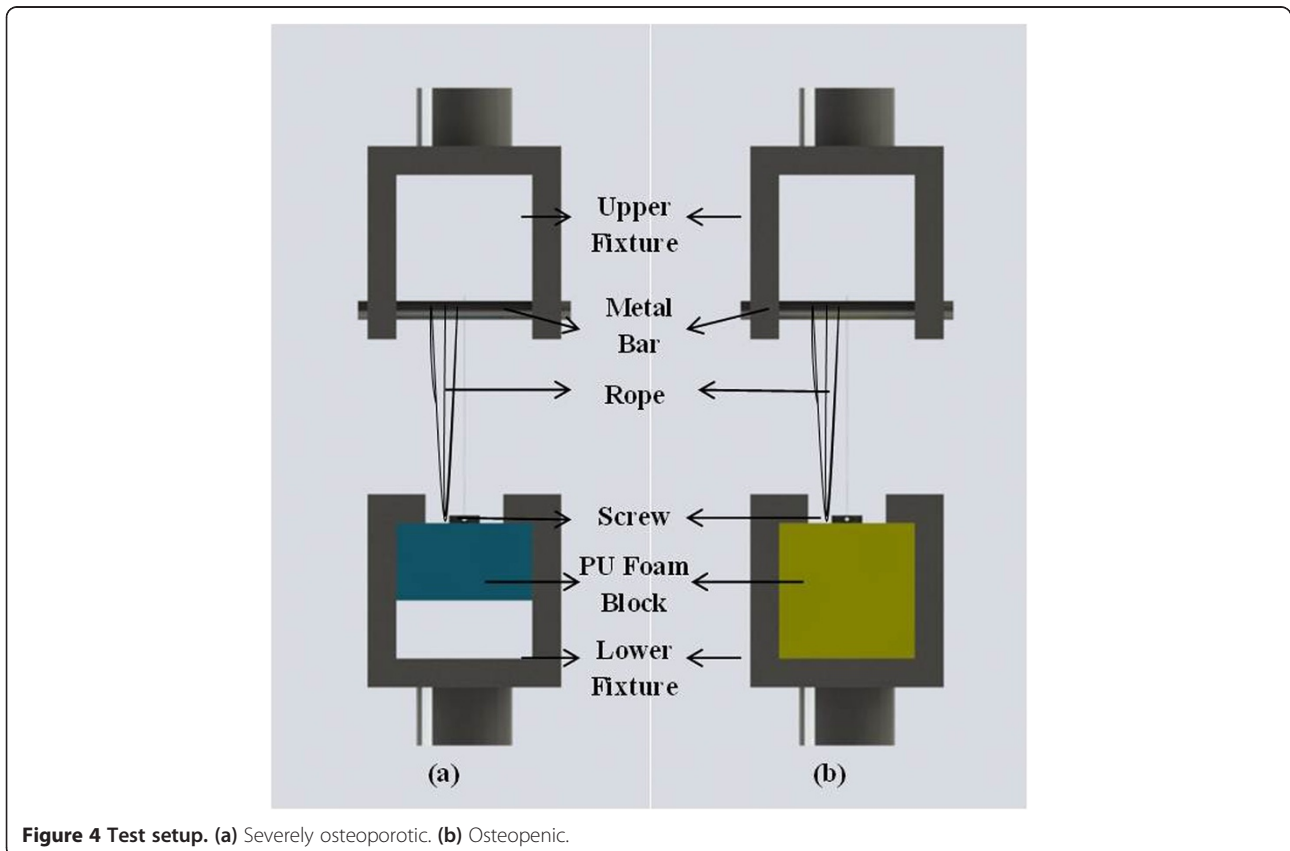 Upper
Fixture
Metal
Bar
Rope
Screw
PU Foam
Block
Lower
Fixture
(a) (b)
Figure 4 Test setup. (a) Severely osteoporotic. (b) Osteopenic.